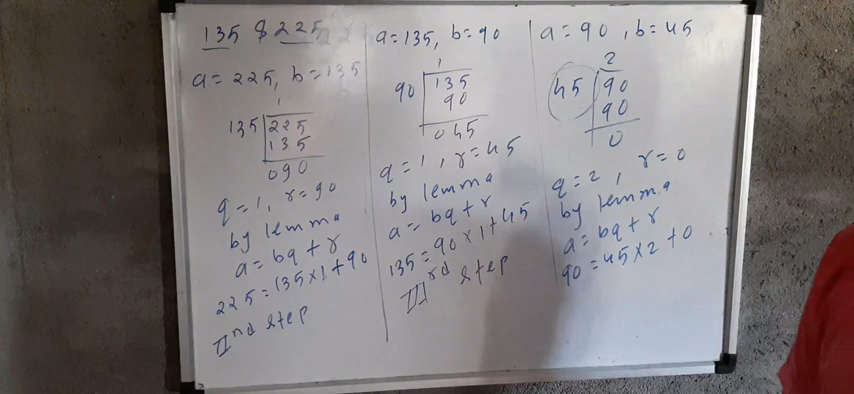 135 & 225
a = 225, b = 135
1
135 225
135
090
q = 1, r = 90
by lemma
a = bq + r
225 = 135 × 1 + 90
IInd step
a = 135, b = 90
1
90 135
90
045
q = 1, r = 45
by lemma
a = bq + r
135 = 90 × 1 + 45
IIIrd step
a = 90, b = 45
2
45 90
90
0
q = 2, r = 0
by lemma
a = bq + r
90 = 45 × 2 + 0